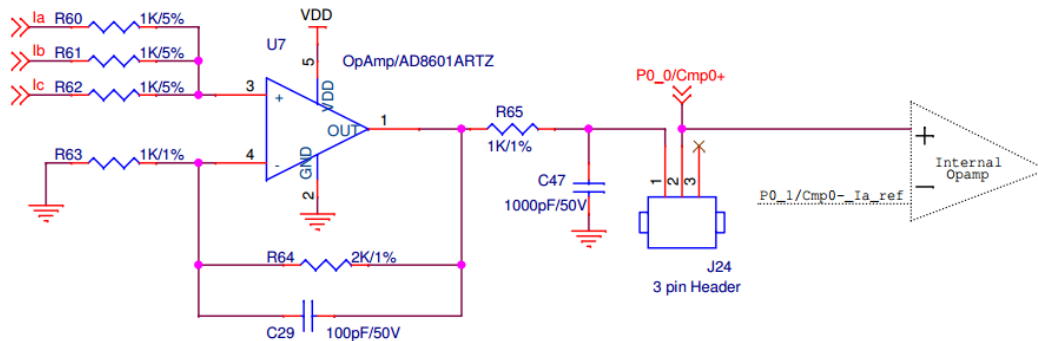 Ia R60 1K/5%
Ib R61 1K/5%
Ic R62 1K/5%
VDD
U7
OpAmp/AD8601ARTZ
5
VDD
3
+
OUT
1
4
-
GND
2
R63 1K/1%
R65
1K/1%
C47
1000pF/50V
R64 2K/1%
C29 100pF/50V
P0_0/Cmp0+
1
2
3
J24
3 pin Header
+
Internal
Opamp
-
P0_1/Cmp0-_Ia_ref